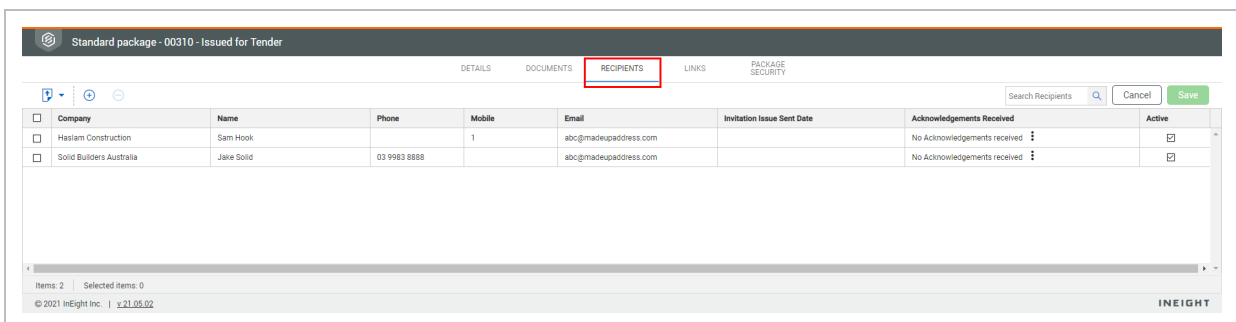 Standard package - 00310 - Issued for Tender
DETAILS DOCUMENTS RECIPIENTS LINKS PACKAGE SECURITY
Search Recipients Cancel Save
Company Name Phone Mobile Email Invitation Issue Sent Date Acknowledgements Received Active
Haslam Construction Sam Hook 1 abc@madeupaddress.com No Acknowledgements received
Solid Builders Australia Jake Solid 03 9983 8888 abc@madeupaddress.com No Acknowledgements received
Items: 2 Selected items: 0
© 2021 InEight Inc. | v 21.05.02 INEIGHT